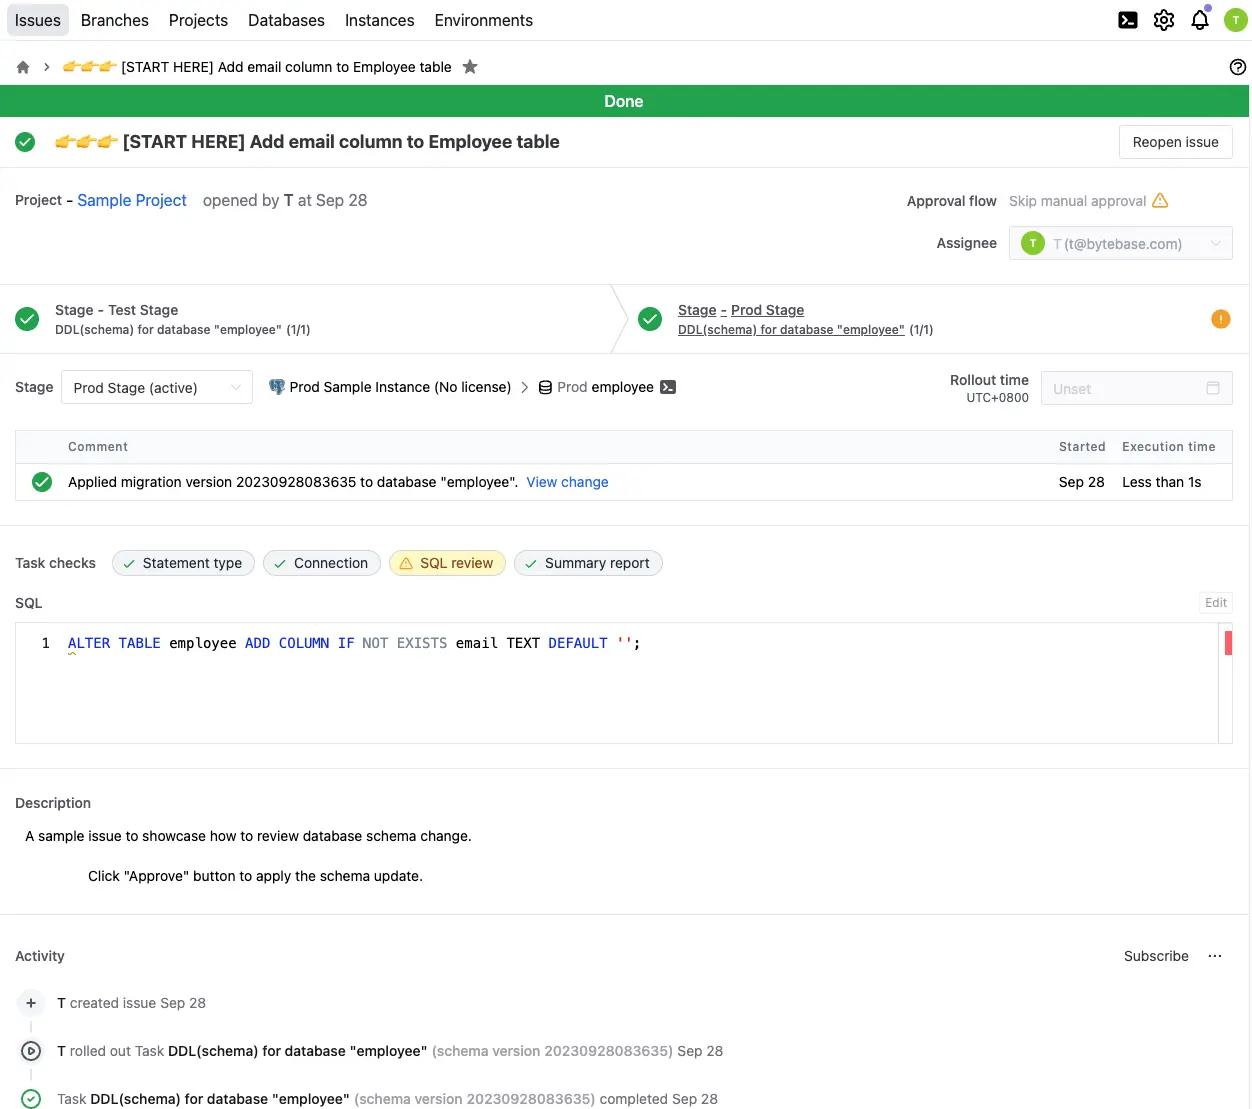 Issues Branches Projects Databases Instances Environments T
👉👉👉 [START HERE] Add email column to Employee table
Done
👉👉👉 [START HERE] Add email column to Employee table
Reopen issue
Project - Sample Project opened by T at Sep 28
Approval flow Skip manual approval
Assignee T T (t@bytebase.com)
Stage - Test Stage
DDL(schema) for database "employee" (1/1)
Stage - Prod Stage
DDL(schema) for database "employee" (1/1)
Stage Prod Stage (active) Prod Sample Instance (No license) Prod employee
Rollout time
UTC+0800
Unset
Comment Started Execution time
Applied migration version 20230928083635 to database "employee". View change Sep 28 Less than 1s
Task checks Statement type Connection SQL review Summary report
SQL Edit
1 ALTER TABLE employee ADD COLUMN IF NOT EXISTS email TEXT DEFAULT '';
Description
A sample issue to showcase how to review database schema change.
Click "Approve" button to apply the schema update.
Activity Subscribe ...
T created issue Sep 28
T rolled out Task DDL(schema) for database "employee" (schema version 20230928083635) Sep 28
Task DDL(schema) for database "employee" (schema version 20230928083635) completed Sep 28